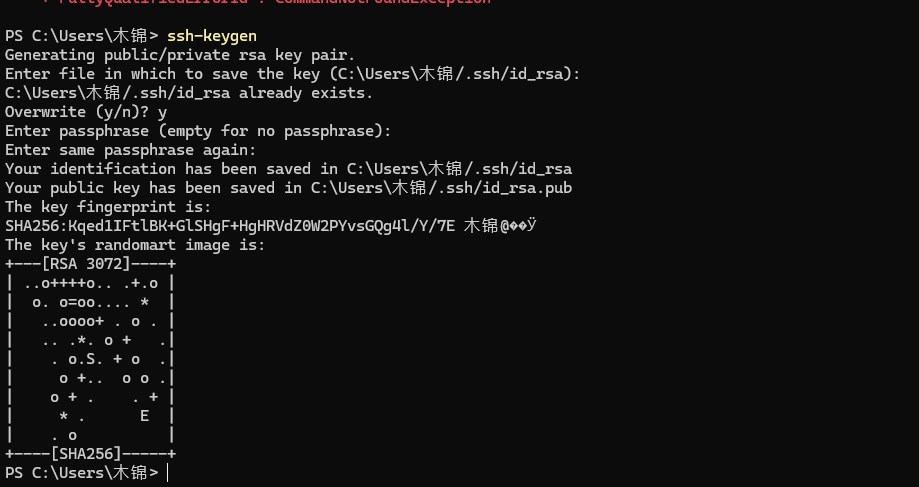 + FullyQualifiedErrorId : CommandNotFoundException
PS C:\Users\木锦> ssh-keygen
Generating public/private rsa key pair.
Enter file in which to save the key (C:\Users\木锦/.ssh/id_rsa):
C:\Users\木锦/.ssh/id_rsa already exists.
Overwrite (y/n)? y
Enter passphrase (empty for no passphrase):
Enter same passphrase again:
Your identification has been saved in C:\Users\木锦/.ssh/id_rsa
Your public key has been saved in C:\Users\木锦/.ssh/id_rsa.pub
The key fingerprint is:
SHA256:Kqed1IFtlBK+GlSHgF+HgHRVdZ0W2PYvsGQg4l/Y/7E 木锦@��Ÿ
The key's randomart image is:
+---[RSA 3072]----+
| ..o++++o.. .+.o |
|  o. o=oo.... *  |
|   ..oooo+ . o . |
|   .. .*. o +   .|
|    . o.S. + o  .|
|     o +..  o o .|
|    o + .    . + |
|     * .      E  |
|    . o          |
+----[SHA256]-----+
PS C:\Users\木锦>